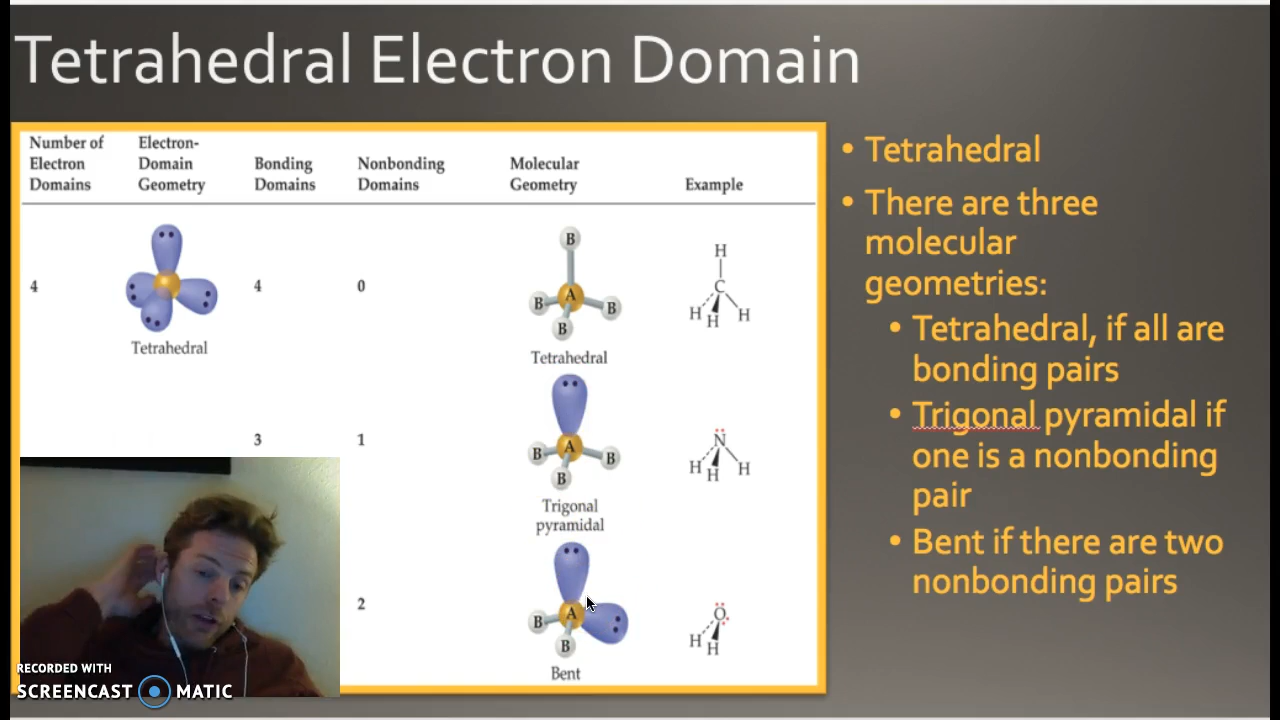 Tetrahedral Electron Domain
Number of Electron Domains
Electron-Domain Geometry
Bonding Domains
Nonbonding Domains
Molecular Geometry
Example
4
Tetrahedral
4
0
B
A
B
B
B
Tetrahedral
H
C
H
H
H
3
1
A
B
B
B
Trigonal
pyramidal
N
H
H
H
2
A
B
B
Bent
O
H
H
• Tetrahedral
• There are three
molecular
geometries:
• Tetrahedral, if all are
bonding pairs
• Trigonal pyramidal if
one is a nonbonding
pair
• Bent if there are two
nonbonding pairs
RECORDED WITH
SCREENCAST MATIC